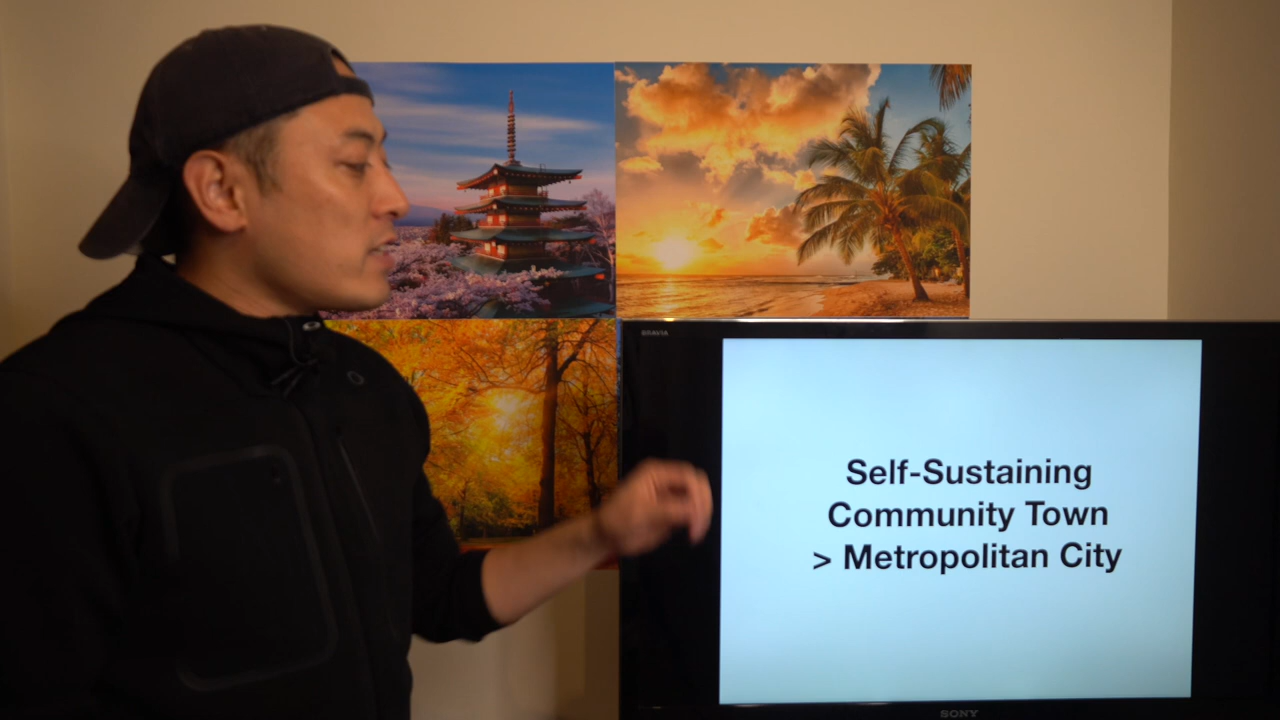 BRAVIA
Self-Sustaining
Community Town
> Metropolitan City
SONY